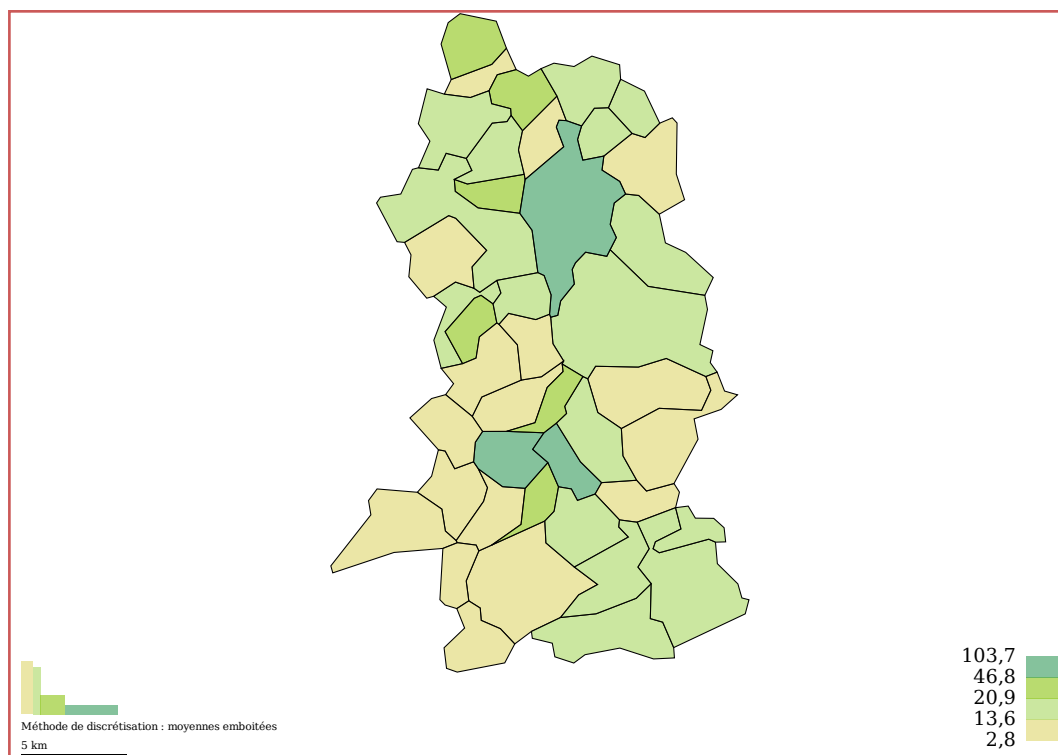 Méthode de discrétisation : moyennes emboitées
5 km
103,7
46,8
20,9
13,6
2,8